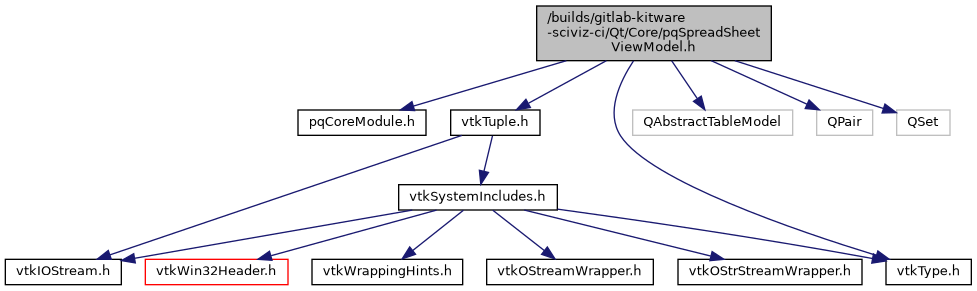 /builds/gitlab-kitware
-sciviz-ci/Qt/Core/pqSpreadSheet
ViewModel.h
pqCoreModule.h
vtkTuple.h
QAbstractTableModel
QPair
QSet
vtkSystemIncludes.h
vtkIOStream.h
vtkWin32Header.h
vtkWrappingHints.h
vtkOStreamWrapper.h
vtkOStrStreamWrapper.h
vtkType.h